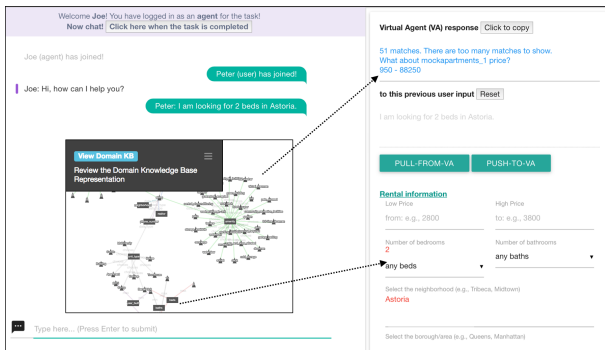 Welcome Joe! You have logged in as an agent for the task!
Now chat! Click here when the task is completed
Joe (agent) has joined!
Peter (user) has joined!
Joe: Hi, how can I help you?
Peter: I am looking for 2 beds in Astoria.
View Domain KB
Review the Domain Knowledge Base
Representation
Type here... (Press Enter to submit)
Virtual Agent (VA) response Click to copy
51 matches. There are too many matches to show.
What about mockapartments_1 price?
950 - 88250
to this previous user input Reset
I am looking for 2 beds in Astoria.
PULL-FROM-VA PUSH-TO-VA
Rental information
Low Price High Price
from: e.g., 2800 to: e.g., 3800
Number of bedrooms Number of bathrooms
2
any beds any baths
Select the neighborhood (e.g., Tribeca, Midtown)
Astoria
Select the borough/area (e.g., Queens, Manhattan)